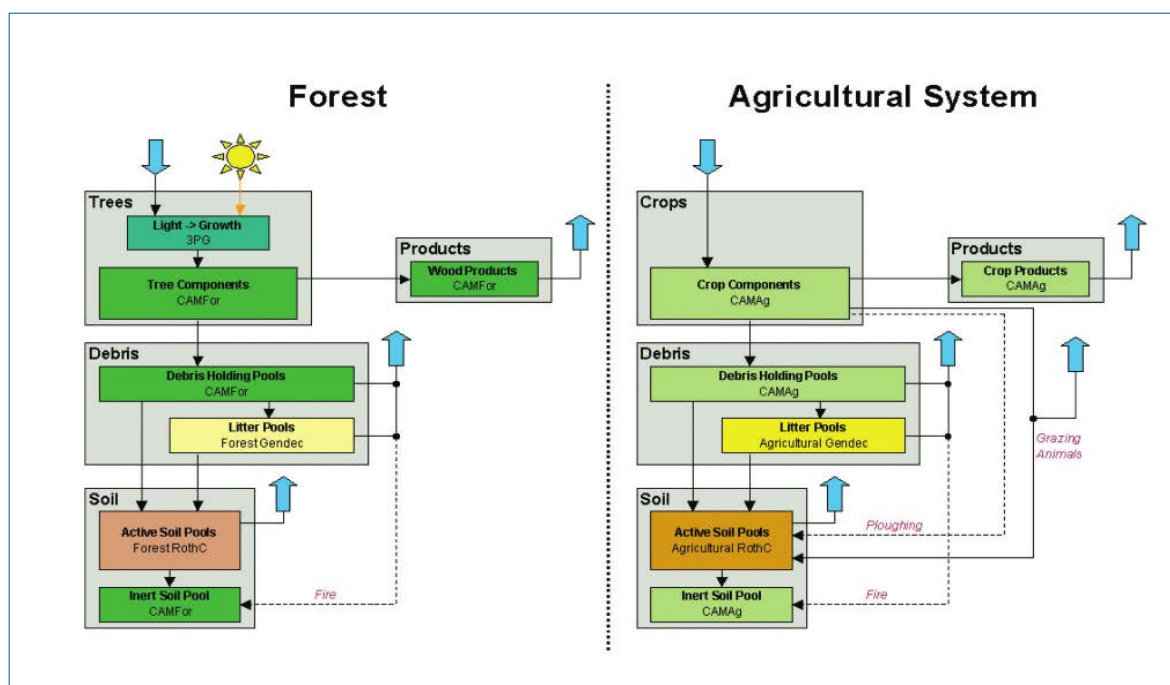 Forest
Trees
Light -> Growth
3PG
Tree Components
CAMFor
Products
Wood Products
CAMFor
Debris
Debris Holding Pools
CAMFor
Litter Pools
Forest Gendec
Soil
Active Soil Pools
Forest RothC
Inert Soil Pool
CAMFor
Fire
Agricultural System
Crops
Crop Components
CAMAg
Products
Crop Products
CAMAg
Debris
Debris Holding Pools
CAMAg
Litter Pools
Agricultural Gendec
Grazing
Animals
Soil
Active Soil Pools
Agricultural RothC
Ploughing
Inert Soil Pool
CAMAg
Fire